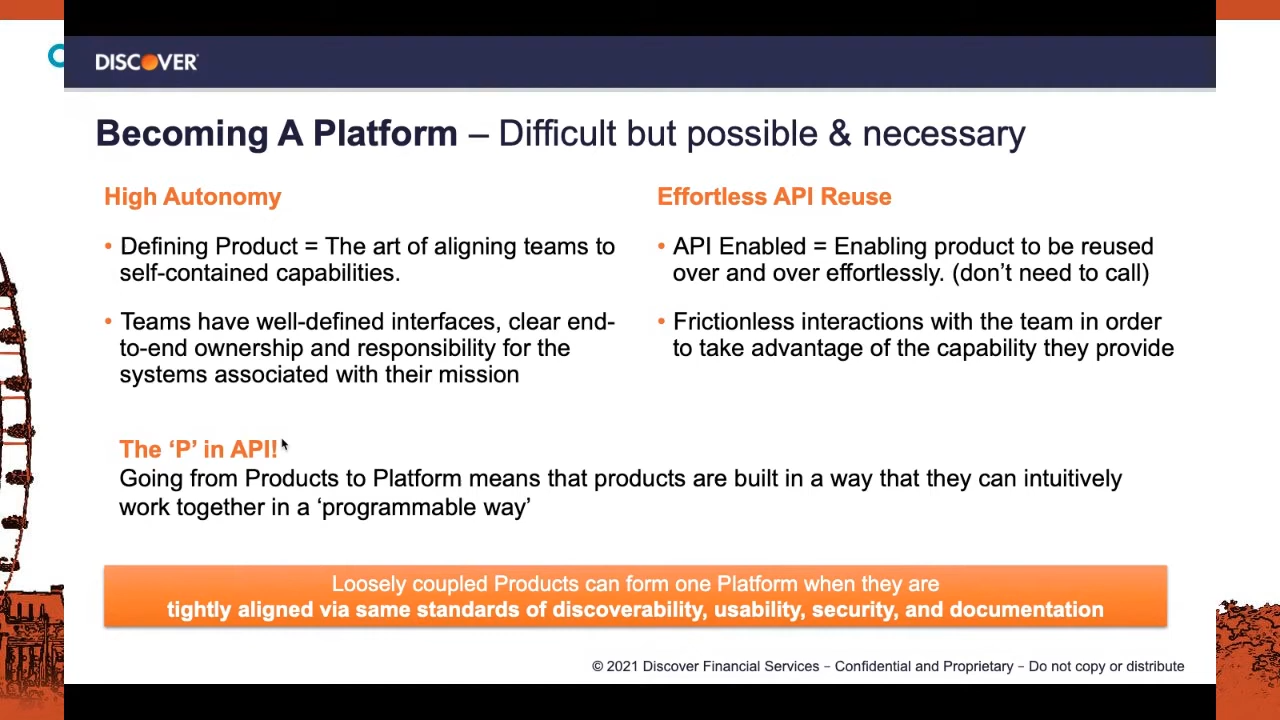 DISCOVER
Becoming A Platform – Difficult but possible & necessary
High Autonomy
• Defining Product = The art of aligning teams to
self-contained capabilities.
• Teams have well-defined interfaces, clear end-
to-end ownership and responsibility for the
systems associated with their mission
Effortless API Reuse
• API Enabled = Enabling product to be reused
over and over effortlessly. (don't need to call)
• Frictionless interactions with the team in order
to take advantage of the capability they provide
The ‘P’ in API!
Going from Products to Platform means that products are built in a way that they can intuitively
work together in a ‘programmable way’
Loosely coupled Products can form one Platform when they are
tightly aligned via same standards of discoverability, usability, security, and documentation
© 2021 Discover Financial Services – Confidential and Proprietary – Do not copy or distribute